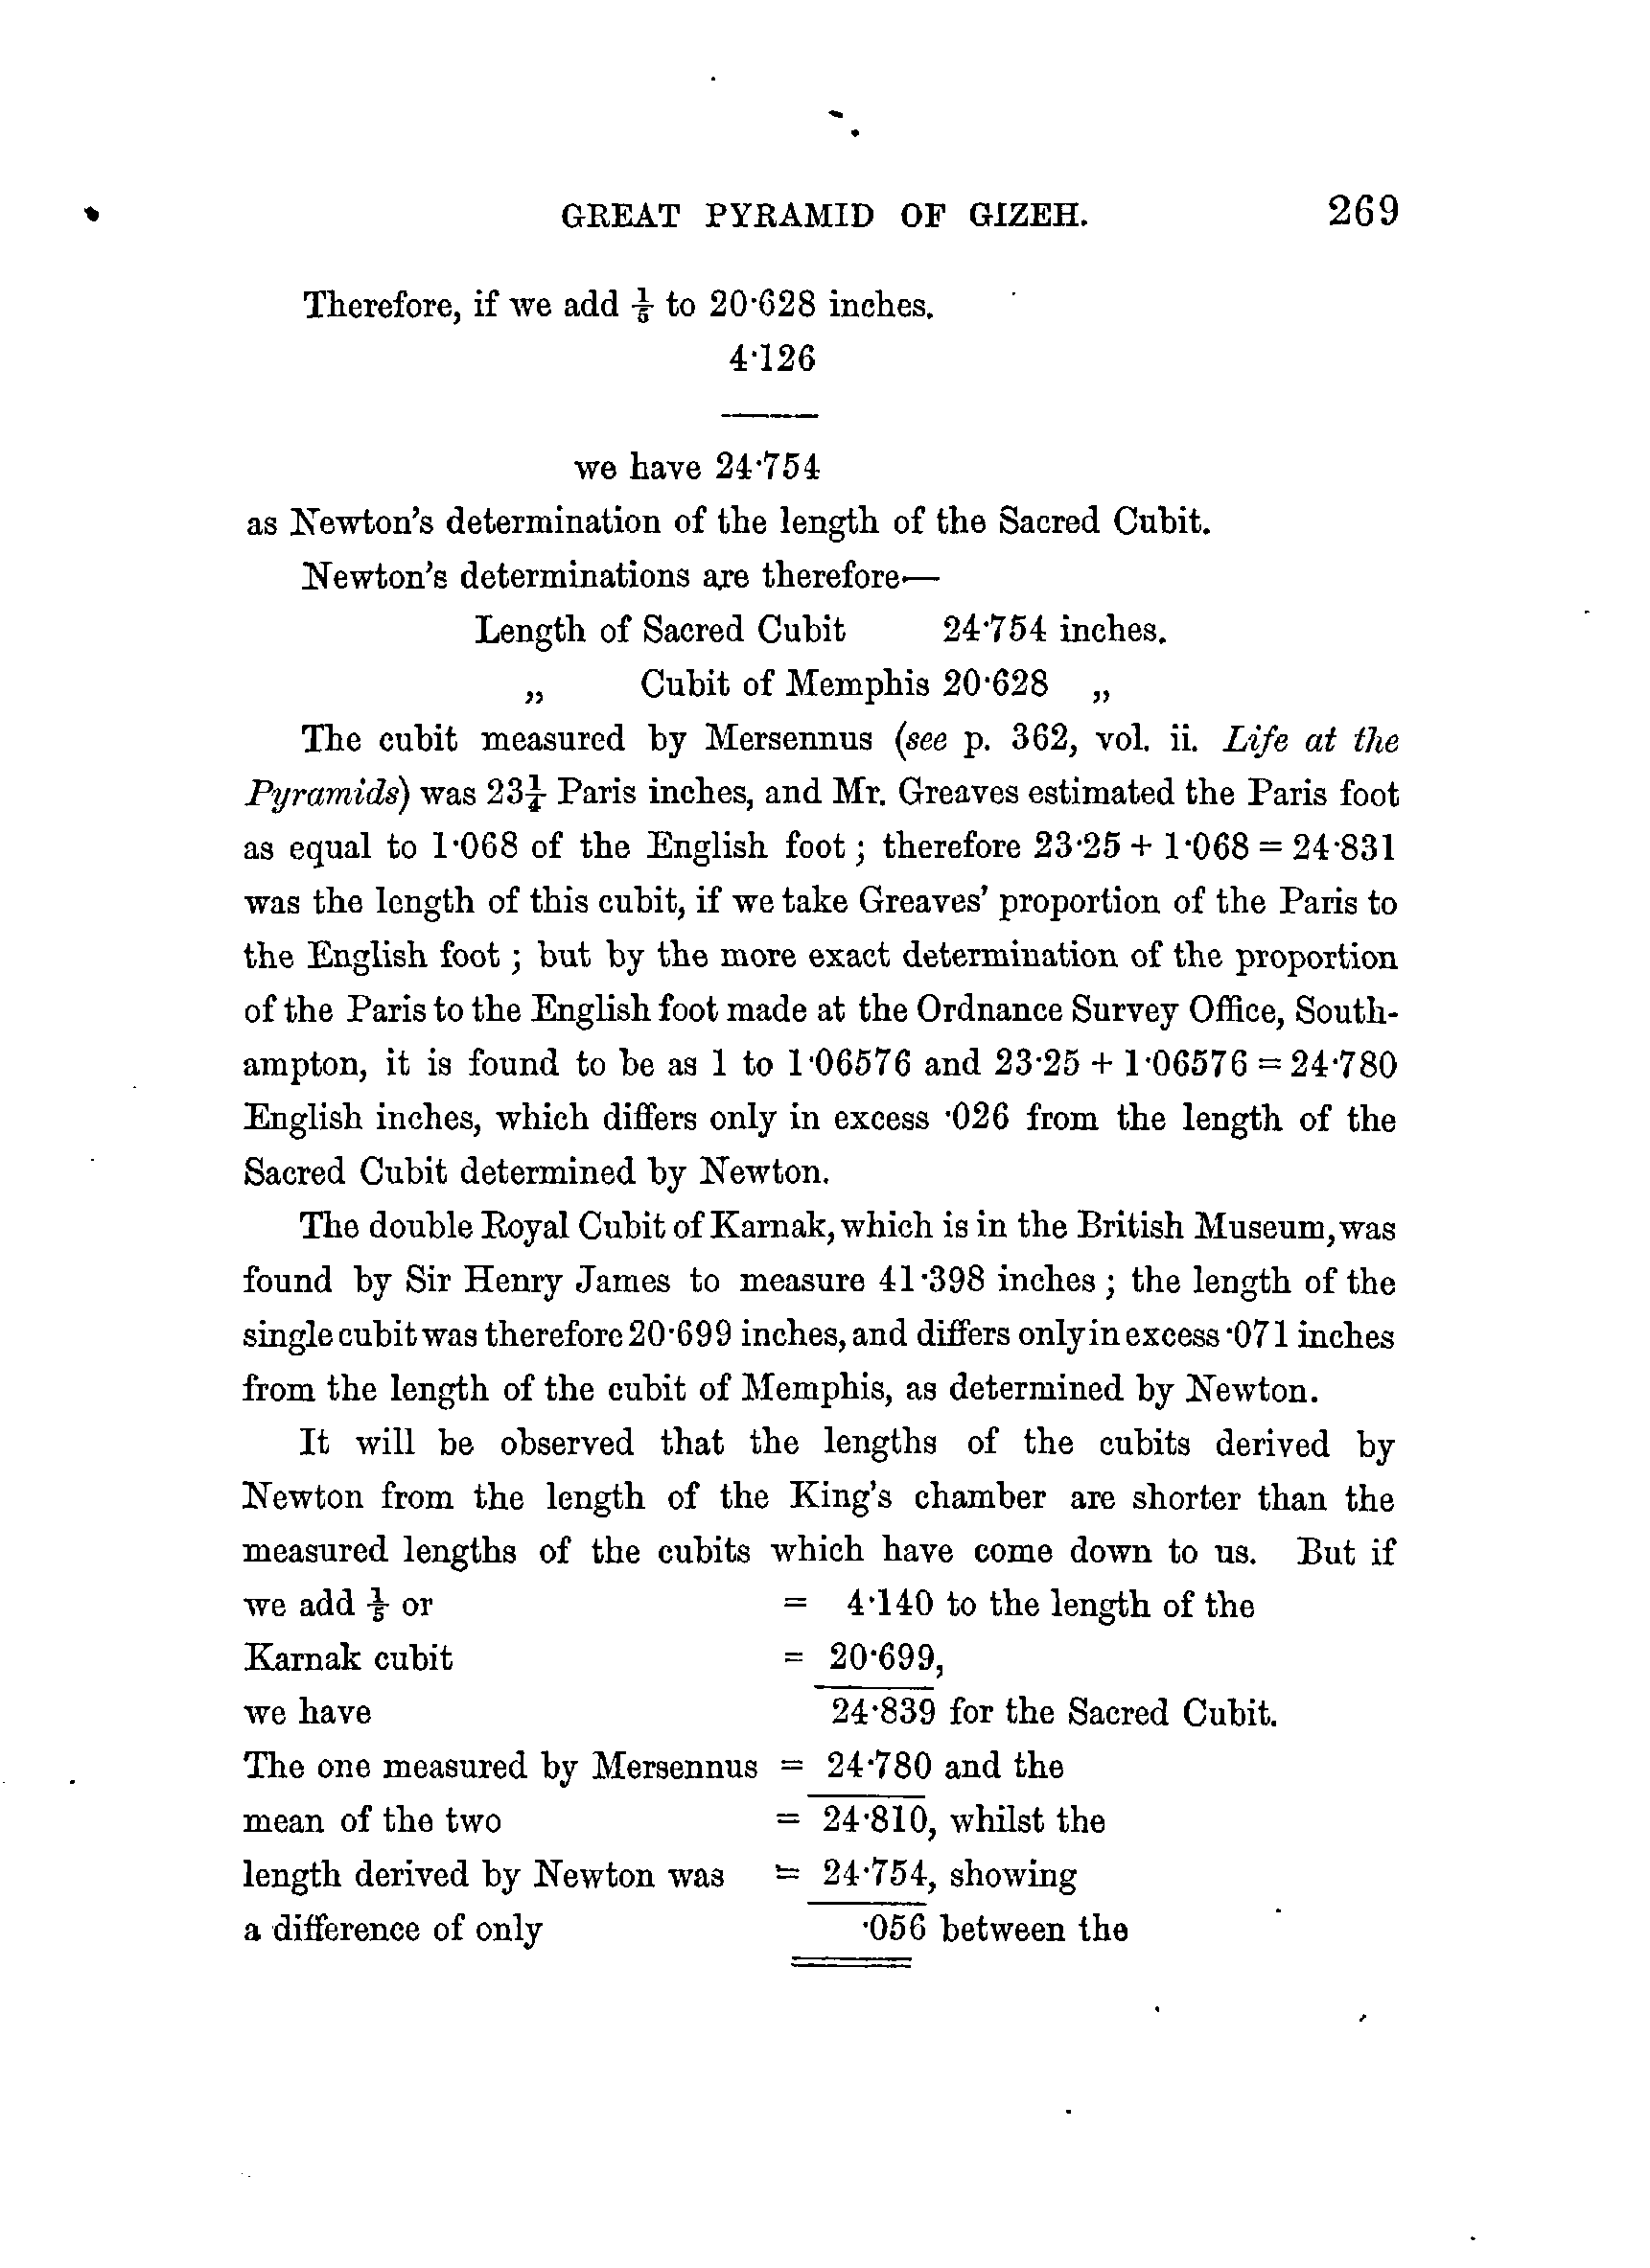 GREAT PYRAMID OF GIZEH. 269
Therefore, if we add ⅕ to 20·628 inches.
4·126
we have 24·754
as Newton's determination of the length of the Sacred Cubit.
Newton's determinations are therefore—
Length of Sacred Cubit 24·754 inches.
„ Cubit of Memphis 20·628 „
The cubit measured by Mersennus (see p. 362, vol. ii. Life at the
Pyramids) was 23¼ Paris inches, and Mr. Greaves estimated the Paris foot
as equal to 1·068 of the English foot; therefore 23·25 + 1·068 = 24·831
was the length of this cubit, if we take Greaves' proportion of the Paris to
the English foot; but by the more exact determination of the proportion
of the Paris to the English foot made at the Ordnance Survey Office, South-
ampton, it is found to be as 1 to 1·06576 and 23·25 + 1·06576 = 24·780
English inches, which differs only in excess ·026 from the length of the
Sacred Cubit determined by Newton.
The double Royal Cubit of Karnak, which is in the British Museum, was
found by Sir Henry James to measure 41·398 inches; the length of the
single cubit was therefore 20·699 inches, and differs only in excess ·071 inches
from the length of the cubit of Memphis, as determined by Newton.
It will be observed that the lengths of the cubits derived by
Newton from the length of the King's chamber are shorter than the
measured lengths of the cubits which have come down to us. But if
we add ⅕ or = 4·140 to the length of the
Karnak cubit = 20·699,
we have 24·839 for the Sacred Cubit.
The one measured by Mersennus = 24·780 and the
mean of the two = 24·810, whilst the
length derived by Newton was = 24·754, showing
a difference of only ·056 between the